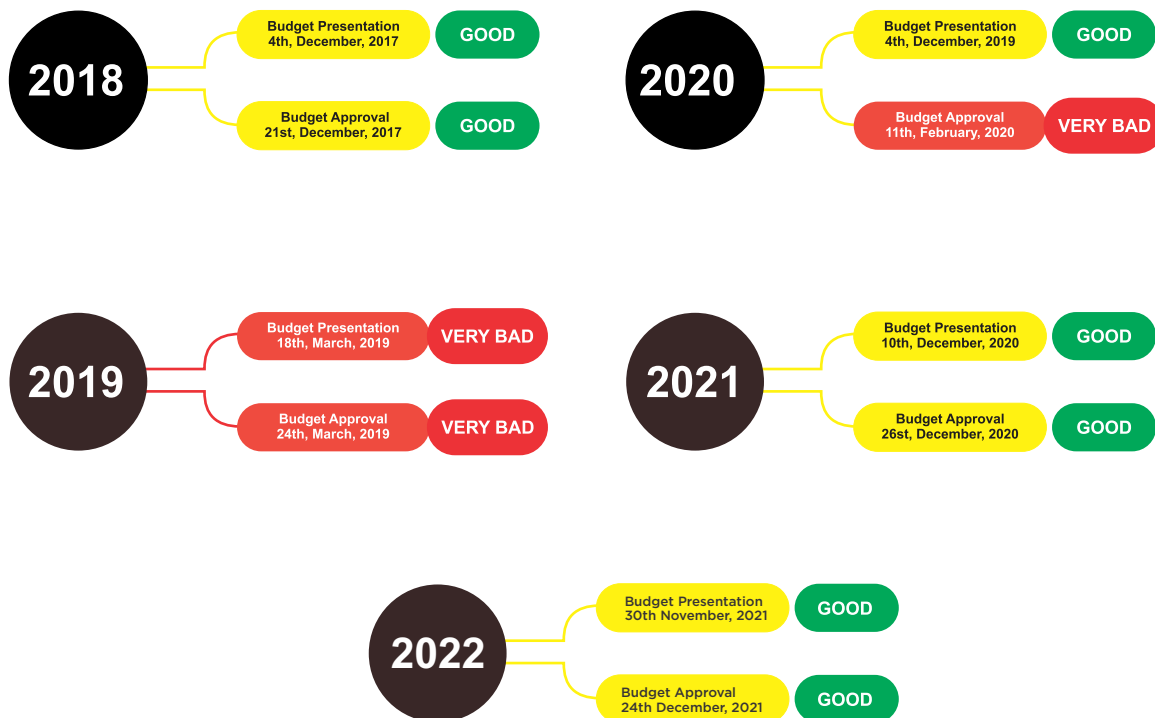 2018
Budget Presentation
4th, December, 2017
GOOD
Budget Approval
21st, December, 2017
GOOD
2020
Budget Presentation
4th, December, 2019
GOOD
Budget Approval
11th, February, 2020
VERY BAD
2019
Budget Presentation
18th, March, 2019
VERY BAD
Budget Approval
24th, March, 2019
VERY BAD
2021
Budget Presentation
10th, December, 2020
GOOD
Budget Approval
26st, December, 2020
GOOD
2022
Budget Presentation
30th November, 2021
GOOD
Budget Approval
24th December, 2021
GOOD